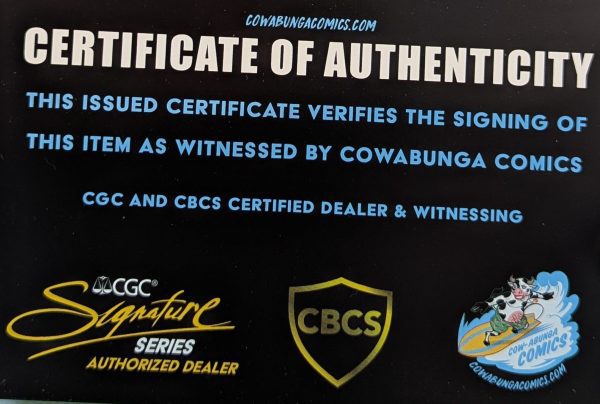 COWABUNGACOMICS.COM
CERTIFICATE OF AUTHENTICITY
THIS ISSUED CERTIFICATE VERIFIES THE SIGNING OF
THIS ITEM AS WITNESSED BY COWABUNGA COMICS
CGC AND CBCS CERTIFIED DEALER & WITNESSING
CGC®
Signature
SERIES
AUTHORIZED DEALER
CBCS
COW-ABUNGA
COMICS
COWABUNGACOMICS.COM